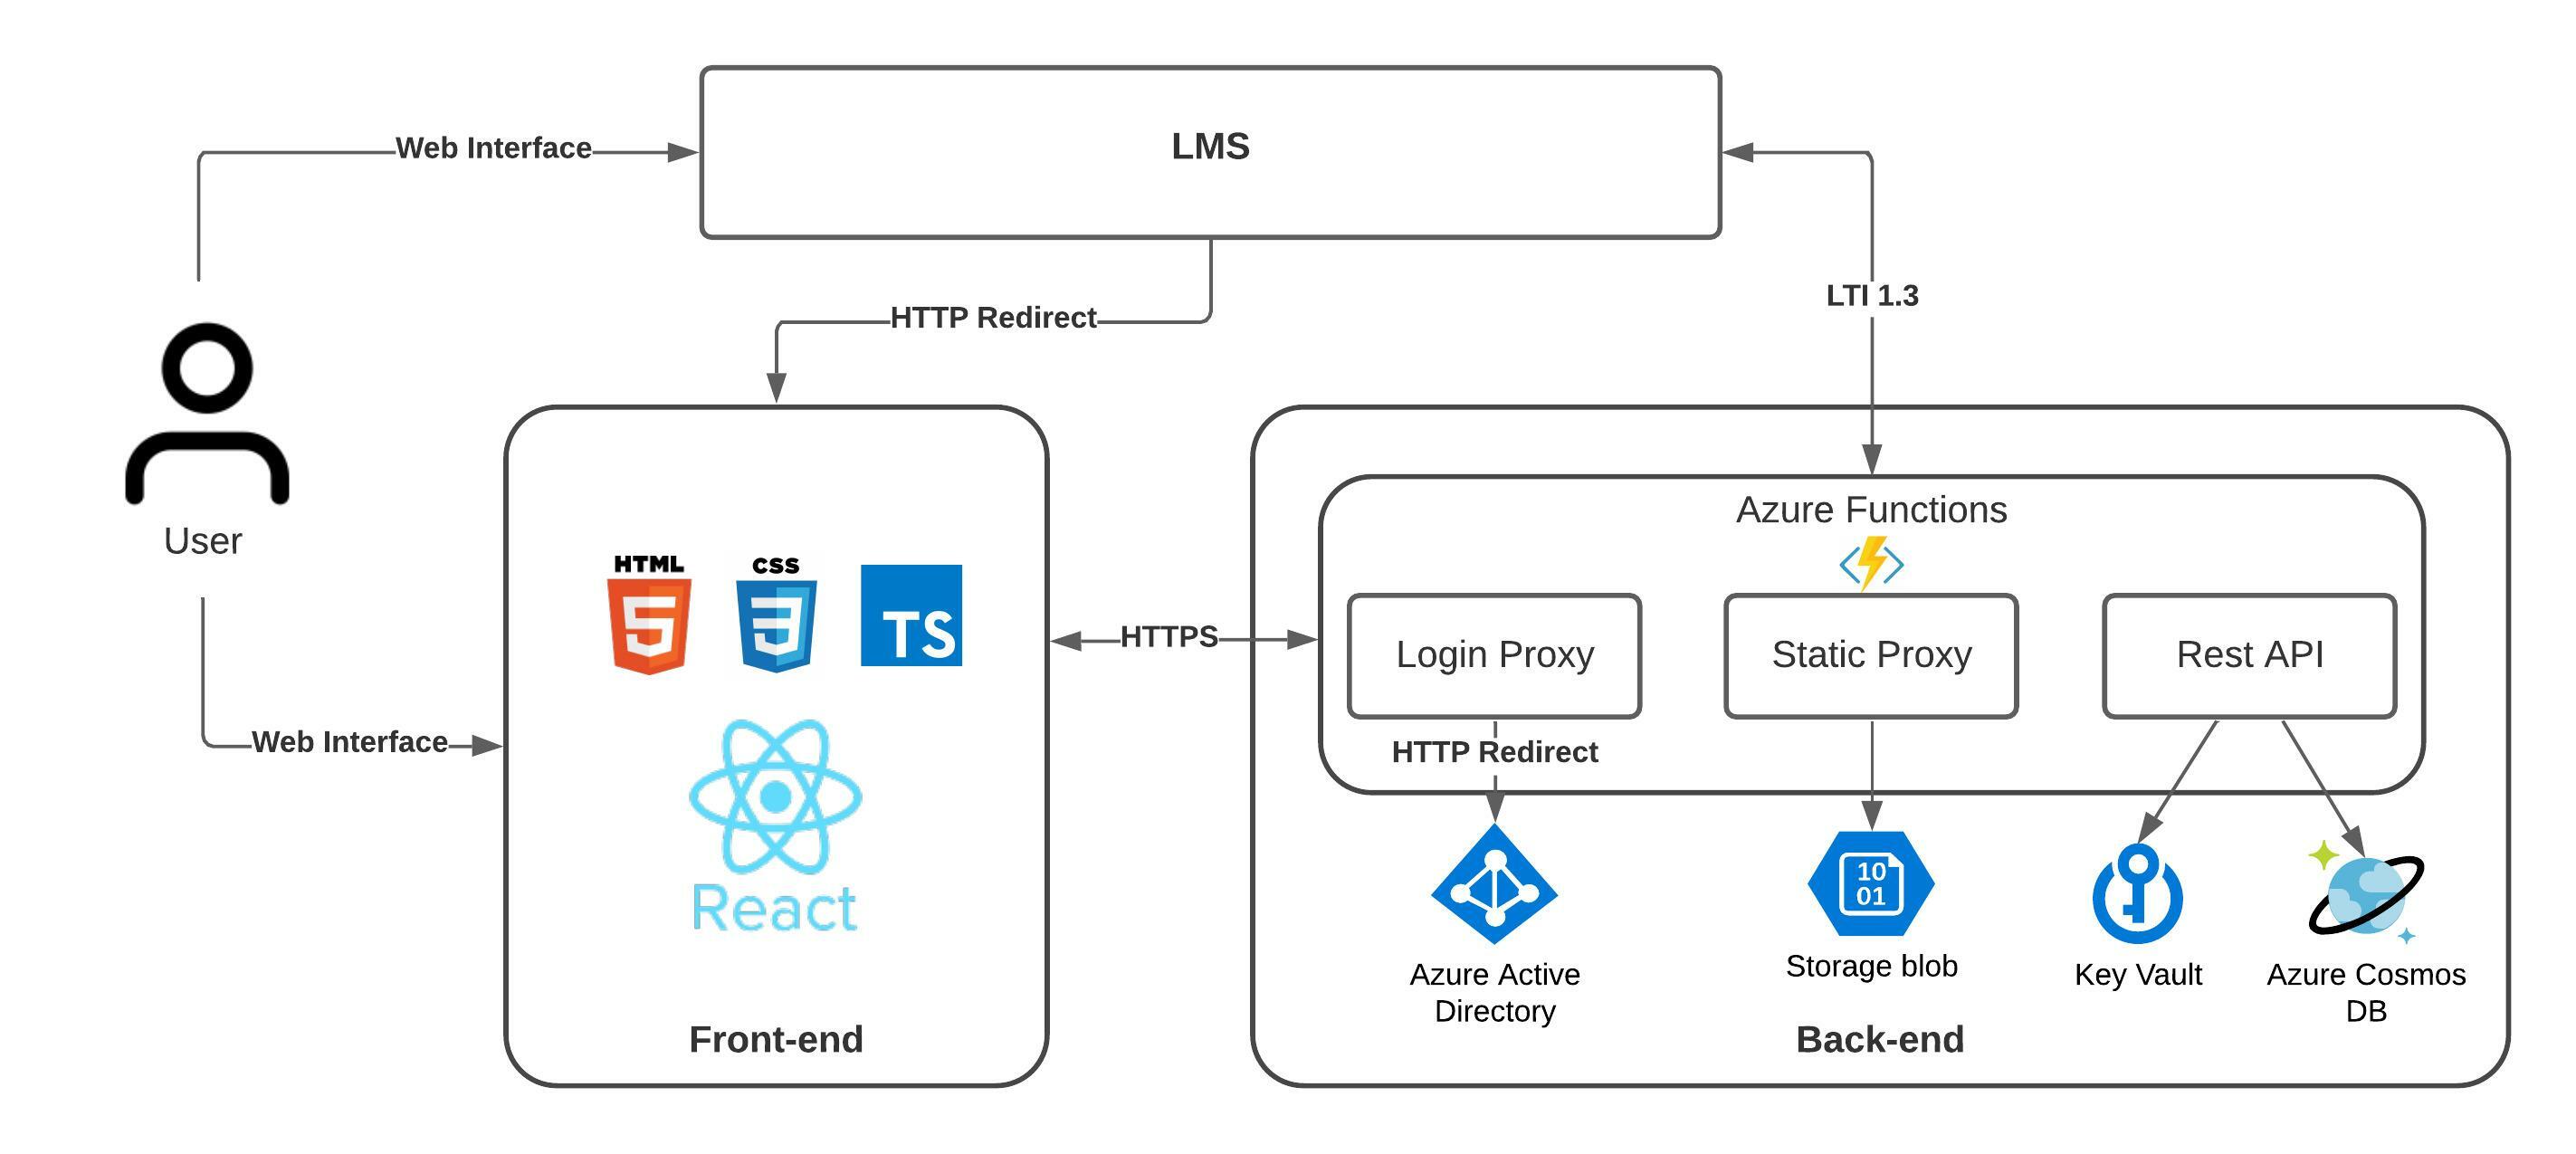 LMS
Web Interface
HTTP Redirect
LTI 1.3
User
Web Interface
HTML
5
CSS
3
TS
React
Front-end
HTTPS
Azure Functions
Login Proxy
Static Proxy
Rest API
HTTP Redirect
10
01
Azure Active
Directory
Storage blob
Key Vault
Azure Cosmos
DB
Back-end